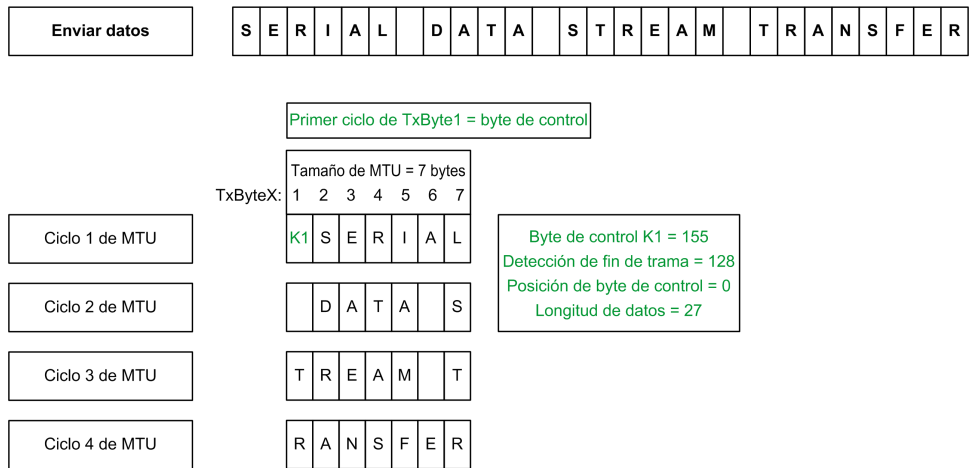 Enviar datos
S E R I A L D A T A S T R E A M T R A N S F E R
Primer ciclo de TxByte1 = byte de control
Tamaño de MTU = 7 bytes
TxByteX: 1 2 3 4 5 6 7
Ciclo 1 de MTU
K1 S E R I A L
Byte de control K1 = 155
Detección de fin de trama = 128
Posición de byte de control = 0
Longitud de datos = 27
Ciclo 2 de MTU
D A T A S
Ciclo 3 de MTU
T R E A M T
Ciclo 4 de MTU
R A N S F E R